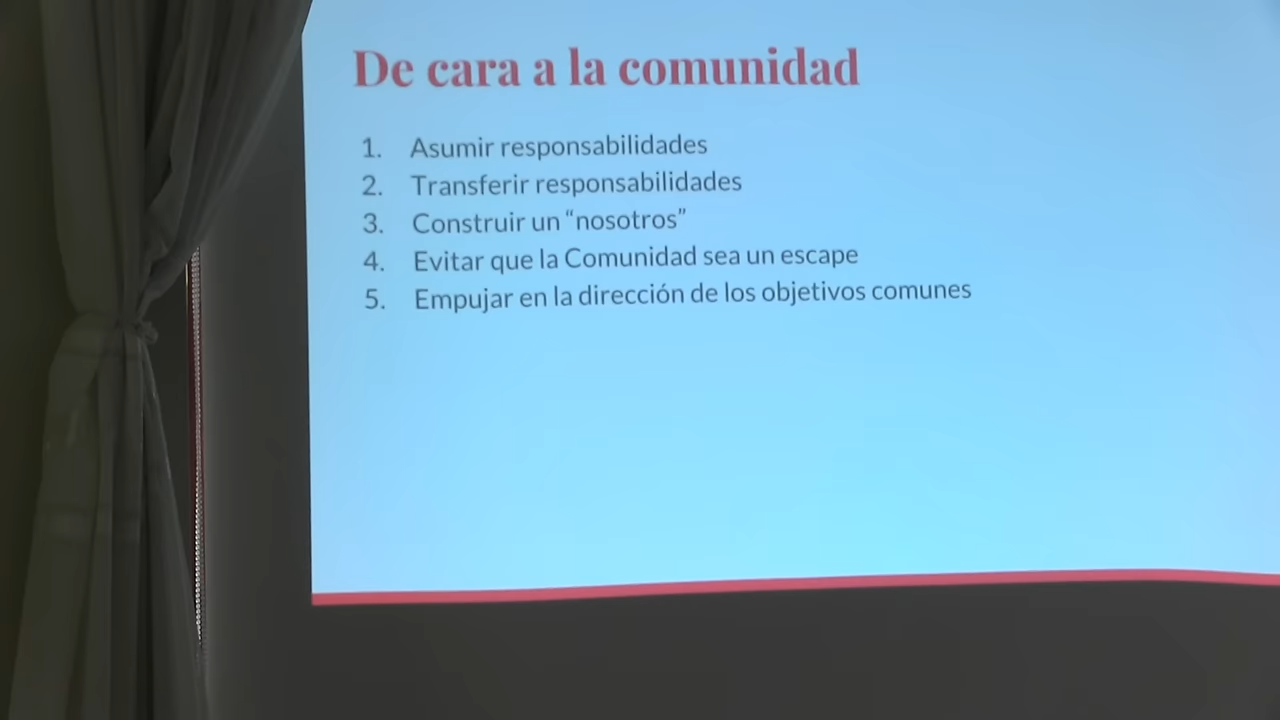 De cara a la comunidad
1. Asumir responsabilidades
2. Transferir responsabilidades
3. Construir un “nosotros”
4. Evitar que la Comunidad sea un escape
5. Empujar en la dirección de los objetivos comunes